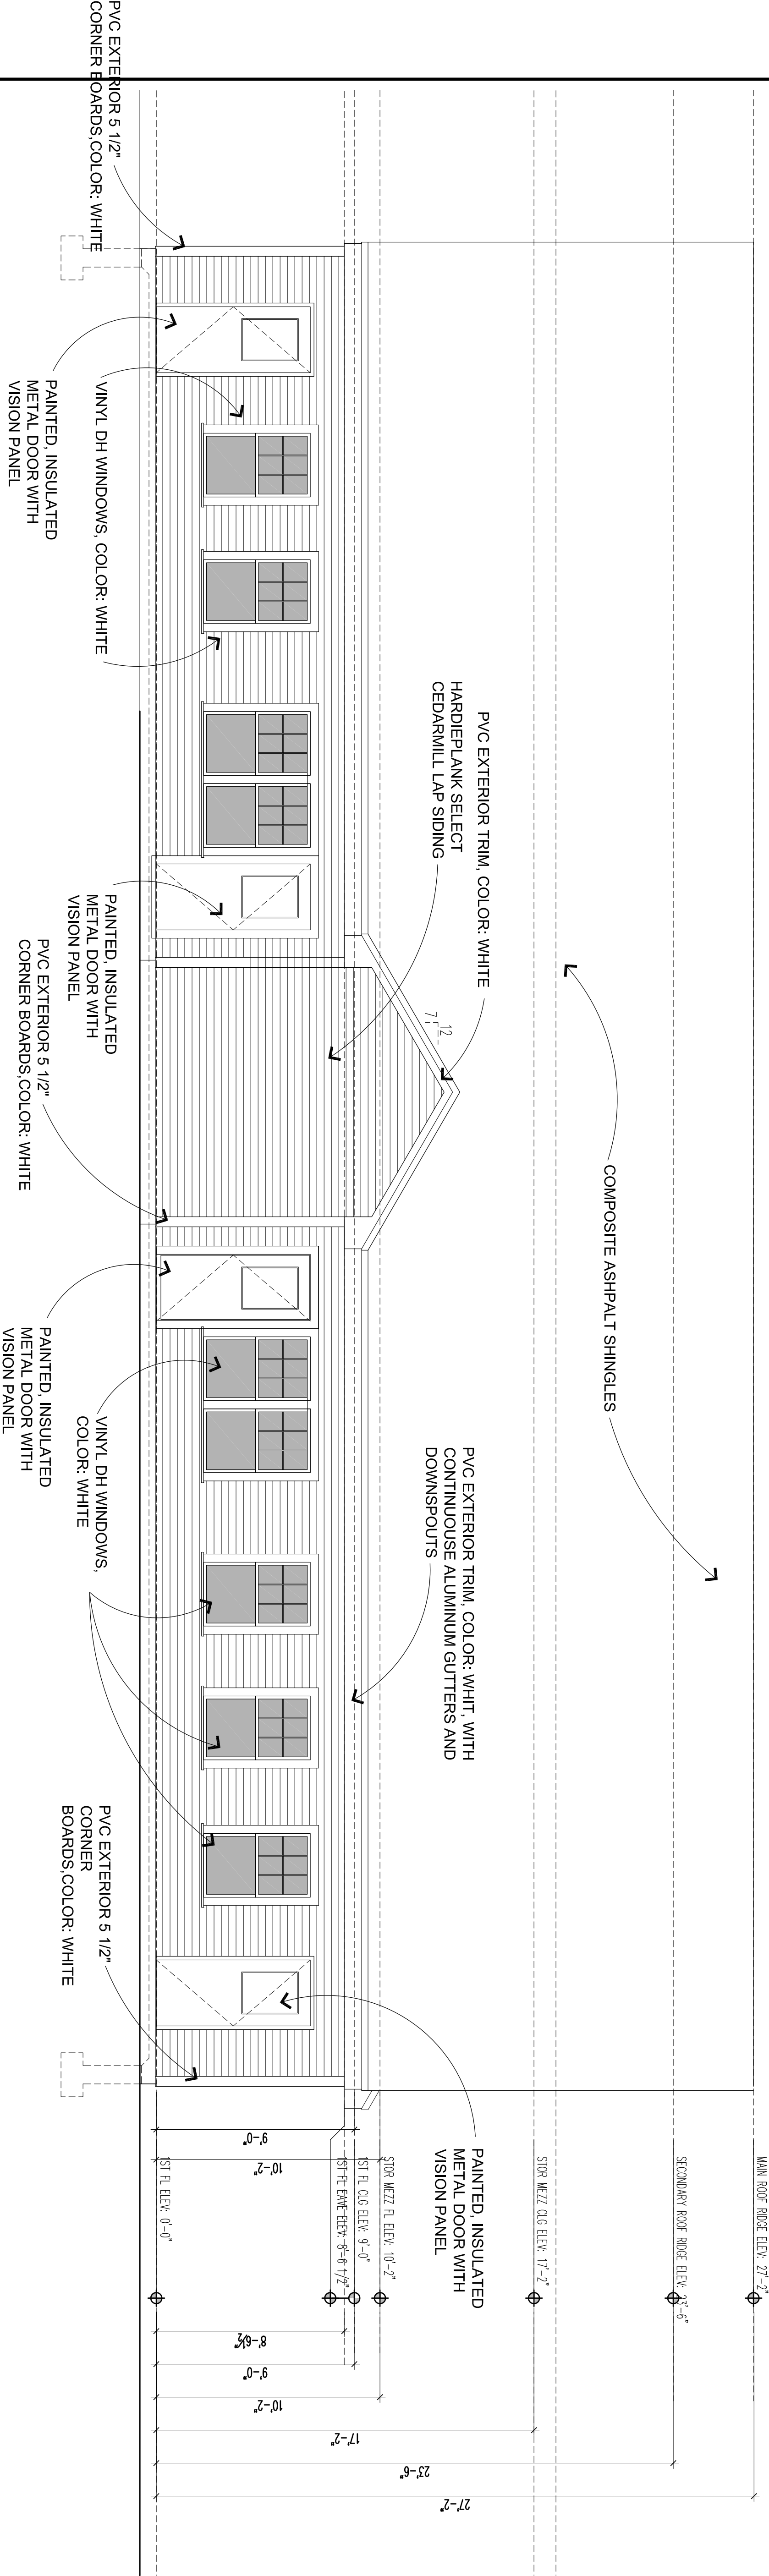 PVC EXTERIOR 5 1/2"
CORNER BOARDS,COLOR: WHITE
PAINTED, INSULATED
METAL DOOR WITH
VISION PANEL
VINYL DH WINDOWS, COLOR: WHITE
HARDIEPLANK SELECT
CEDARMILL LAP SIDING
PVC EXTERIOR TRIM, COLOR: WHITE
12
7
PAINTED, INSULATED
METAL DOOR WITH
VISION PANEL
PVC EXTERIOR 5 1/2"
CORNER BOARDS,COLOR: WHITE
COMPOSITE ASHPALT SHINGLES
PAINTED, INSULATED
METAL DOOR WITH
VISION PANEL
VINYL DH WINDOWS,
COLOR: WHITE
PVC EXTERIOR TRIM, COLOR: WHIT, WITH
CONTINUOUSE ALUMINUM GUTTERS AND
DOWNSPOUTS
PVC EXTERIOR 5 1/2"
CORNER
BOARDS,COLOR: WHITE
PAINTED, INSULATED
METAL DOOR WITH
VISION PANEL
MAIN ROOF RIDGE ELEV: 27'-2"
SECONDARY ROOF RIDGE ELEV: 23'-6"
STOR MEZZ CLG ELEV: 17'-2"
STOR MEZZ FL ELEV: 10'-2"
1ST FL CLG ELEV: 9'-0"
1ST FL EAVE ELEV: 8'-6 1/2"
1ST FL ELEV: 0'-0"
9'-0"
10'-2"
8'-6½"
9'-0"
10'-2"
17'-2"
23'-6"
27'-2"